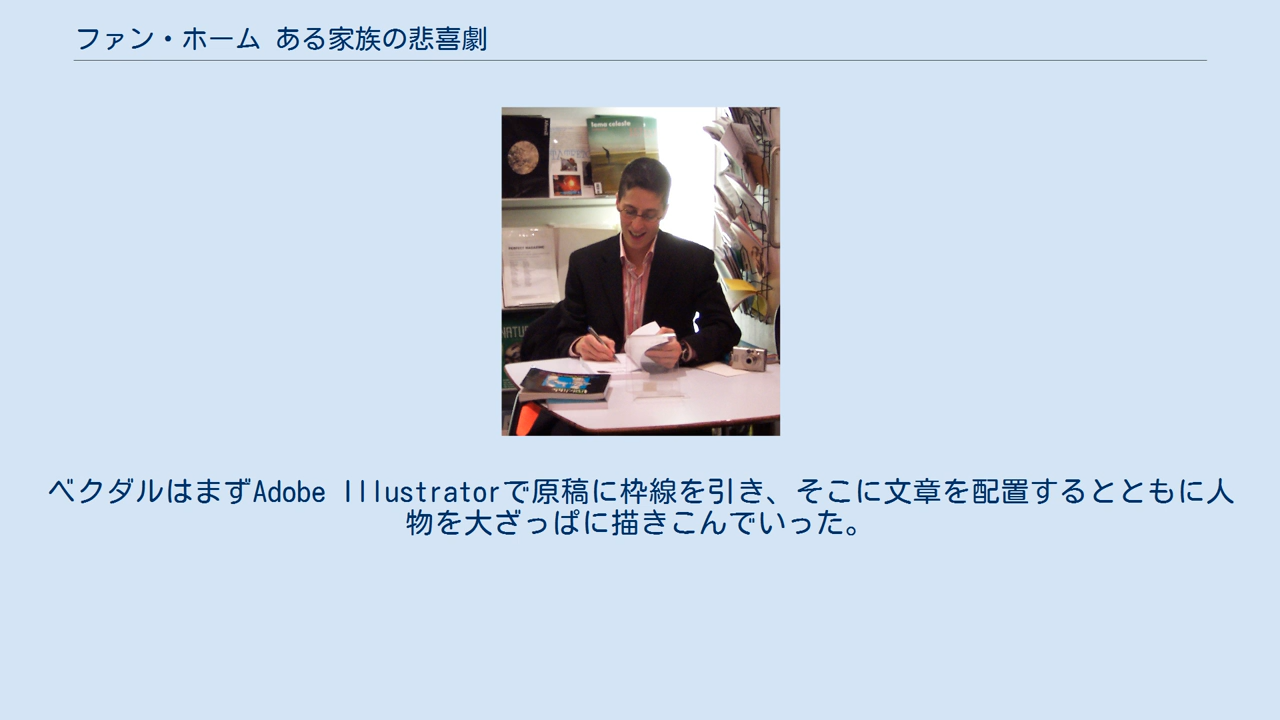 ファン・ホーム ある家族の悲喜劇
tema celeste
NATU
ベクダルはまずAdobe Illustratorで原稿に枠線を引き、そこに文章を配置するとともに人
物を大ざっぱに描きこんでいった。